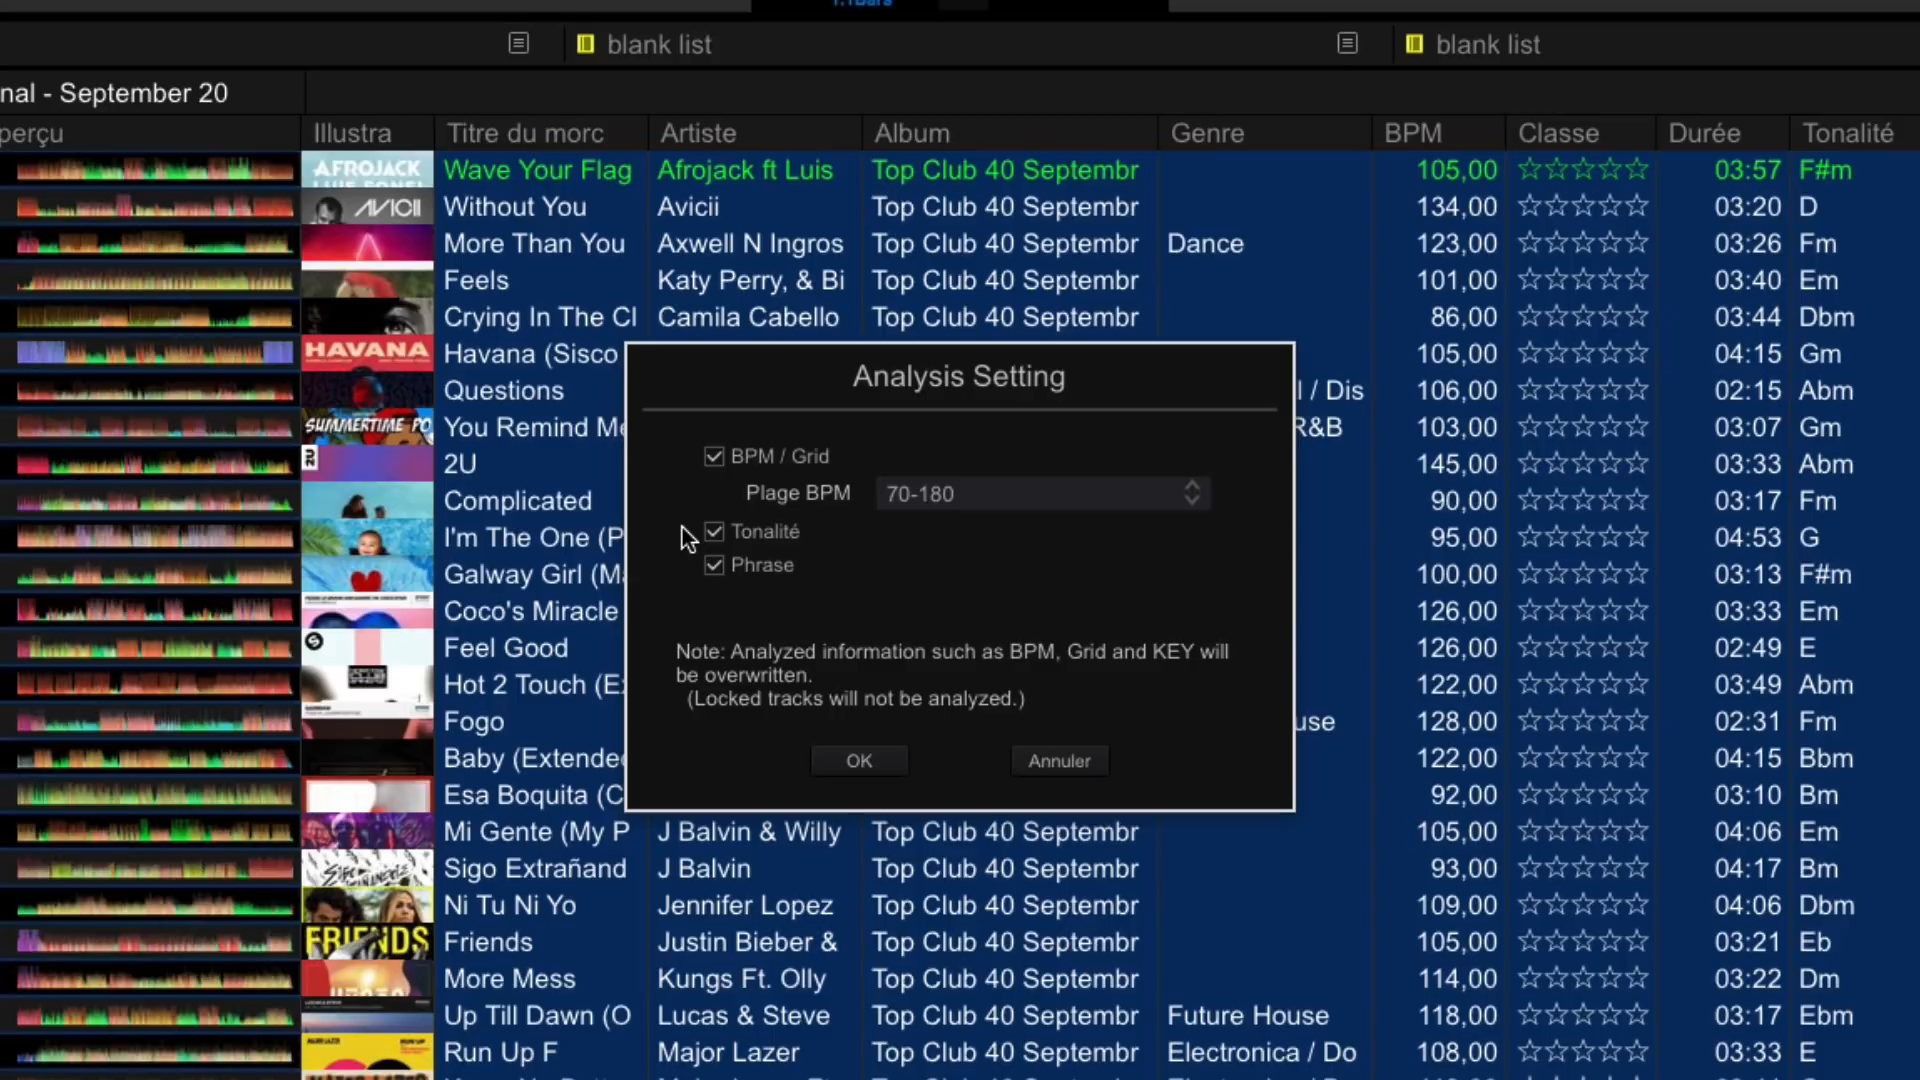 1.1Bars
blank list
blank list
nal - September 20
perçu Illustra Titre du morc Artiste Album Genre BPM Classe Durée Tonalité
AFROJACK Wave Your Flag Afrojack ft Luis Top Club 40 Septembr 105,00 ☆☆☆☆☆ 03:57 F#m
AVICII Without You Avicii Top Club 40 Septembr 134,00 ☆☆☆☆☆ 03:20 D
More Than You Axwell N Ingros Top Club 40 Septembr Dance 123,00 ☆☆☆☆☆ 03:26 Fm
Feels Katy Perry, & Bi Top Club 40 Septembr 101,00 ☆☆☆☆☆ 03:40 Em
Crying In The Cl Camila Cabello Top Club 40 Septembr 86,00 ☆☆☆☆☆ 03:44 Dbm
HAVANA Havana (Sisco 105,00 ☆☆☆☆☆ 04:15 Gm
Questions l / Dis 106,00 ☆☆☆☆☆ 02:15 Abm
SUMMERTIME PO You Remind Me R&B 103,00 ☆☆☆☆☆ 03:07 Gm
2U 2U 145,00 ☆☆☆☆☆ 03:33 Abm
Complicated 90,00 ☆☆☆☆☆ 03:17 Fm
I'm The One (P 95,00 ☆☆☆☆☆ 04:53 G
Galway Girl (Ma 100,00 ☆☆☆☆☆ 03:13 F#m
Coco's Miracle 126,00 ☆☆☆☆☆ 03:33 Em
Feel Good 126,00 ☆☆☆☆☆ 02:49 E
Hot 2 Touch (Ex 122,00 ☆☆☆☆☆ 03:49 Abm
Fogo use 128,00 ☆☆☆☆☆ 02:31 Fm
Baby (Extended 122,00 ☆☆☆☆☆ 04:15 Bbm
Esa Boquita (C 92,00 ☆☆☆☆☆ 03:10 Bm
Mi Gente (My P J Balvin & Willy Top Club 40 Septembr 105,00 ☆☆☆☆☆ 04:06 Em
Sigo Extrañand J Balvin Top Club 40 Septembr 93,00 ☆☆☆☆☆ 04:17 Bm
Ni Tu Ni Yo Jennifer Lopez Top Club 40 Septembr 109,00 ☆☆☆☆☆ 04:06 Dbm
FRIENDS Friends Justin Bieber & Top Club 40 Septembr 105,00 ☆☆☆☆☆ 03:21 Eb
More Mess Kungs Ft. Olly Top Club 40 Septembr 114,00 ☆☆☆☆☆ 03:22 Dm
Up Till Dawn (O Lucas & Steve Top Club 40 Septembr Future House 118,00 ☆☆☆☆☆ 03:17 Ebm
Run Up F Major Lazer Top Club 40 Septembr Electronica / Do 108,00 ☆☆☆☆☆ 03:33 E
Analysis Setting
BPM / Grid
Plage BPM 70-180
Tonalité
Phrase
Note: Analyzed information such as BPM, Grid and KEY will
be overwritten.
(Locked tracks will not be analyzed.)
OK Annuler